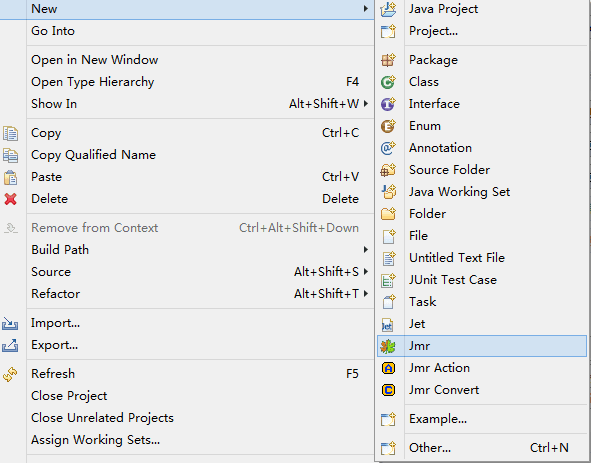 New
Go Into
Open in New Window
Open Type Hierarchy F4
Show In Alt+Shift+W
Copy Ctrl+C
Copy Qualified Name
Paste Ctrl+V
Delete Delete
Remove from Context Ctrl+Alt+Shift+Down
Build Path
Source Alt+Shift+S
Refactor Alt+Shift+T
Import...
Export...
Refresh F5
Close Project
Close Unrelated Projects
Assign Working Sets...
Java Project
Project...
Package
Class
Interface
Enum
Annotation
Source Folder
Java Working Set
Folder
File
Untitled Text File
JUnit Test Case
Task
Jet
Jmr
Jmr Action
Jmr Convert
Example...
Other... Ctrl+N